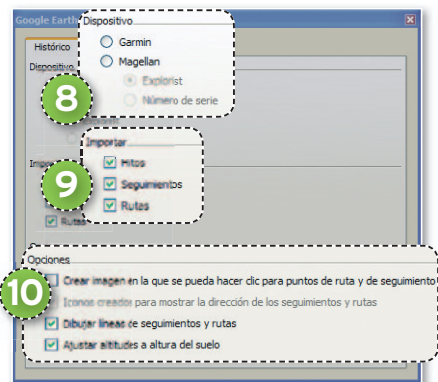 Google Earth
Histórico
Dispositivo
Dispositivo
Garmin
Magellan
Explorist
Número de serie
8
Importar
Hitos
Seguimientos
Rutas
9
Rutas
Opciones
Crear imagen en la que se pueda hacer clic para puntos de ruta y de seguimiento
Iconos creados para mostrar la dirección de los seguimientos y rutas
Dibujar líneas de seguimientos y rutas
Ajustar altitudes a altura del suelo
10